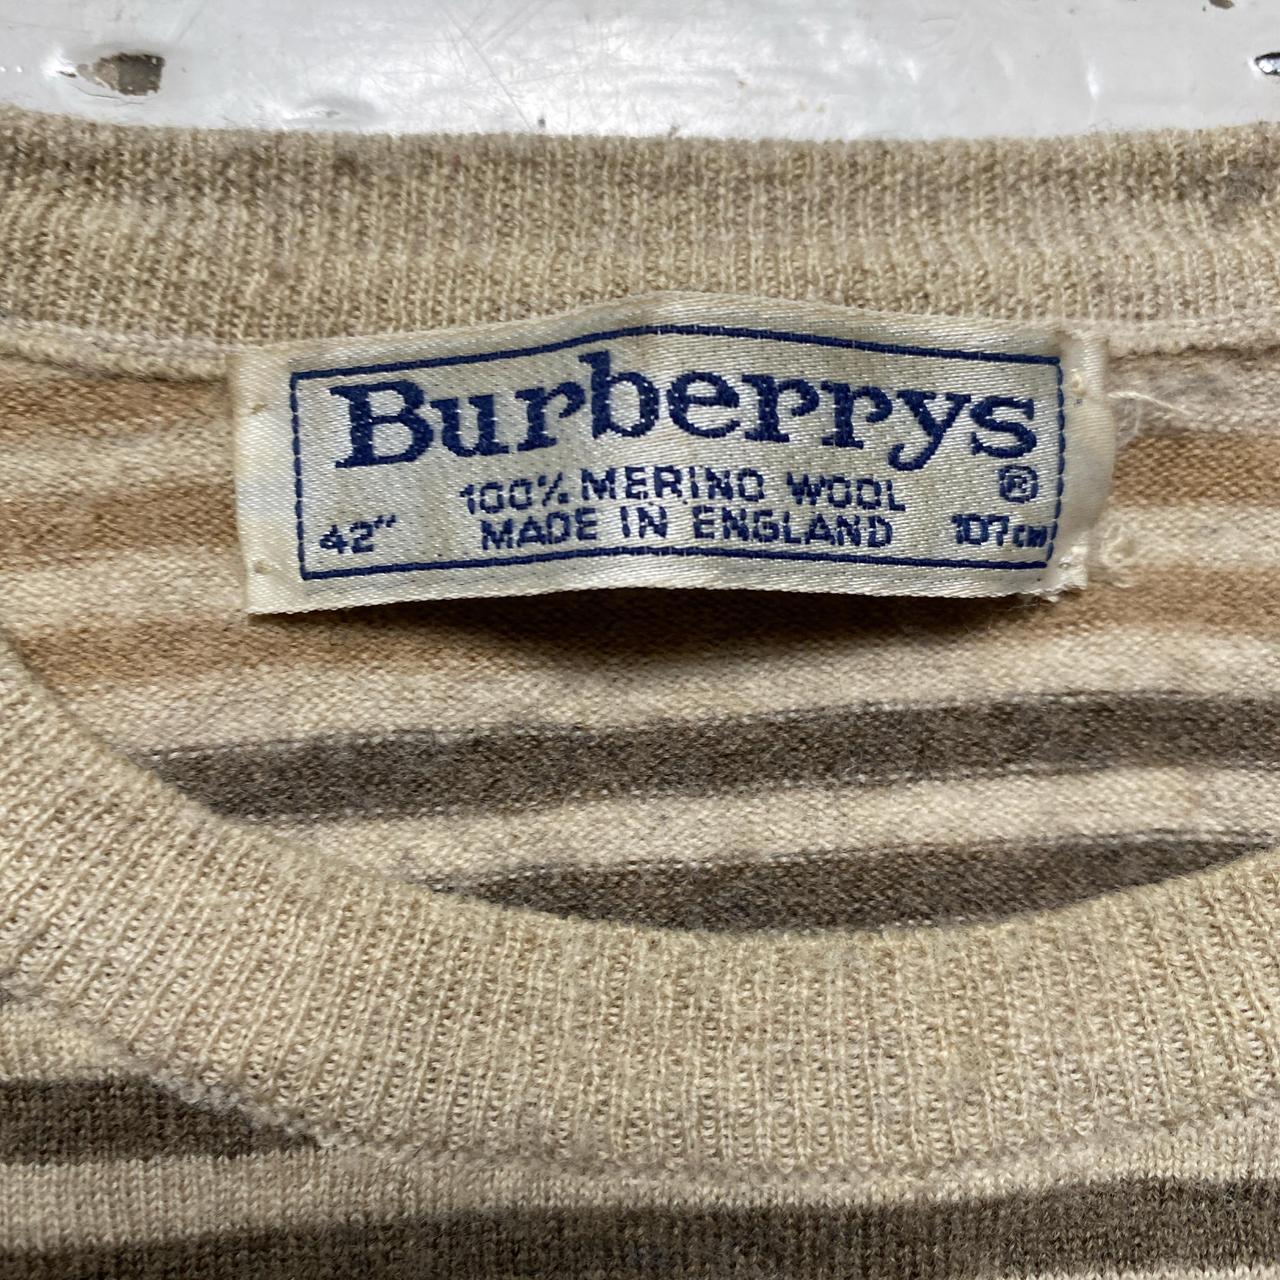 Burberrys
100% MERINO WOOL ®
42" MADE IN ENGLAND 107cm